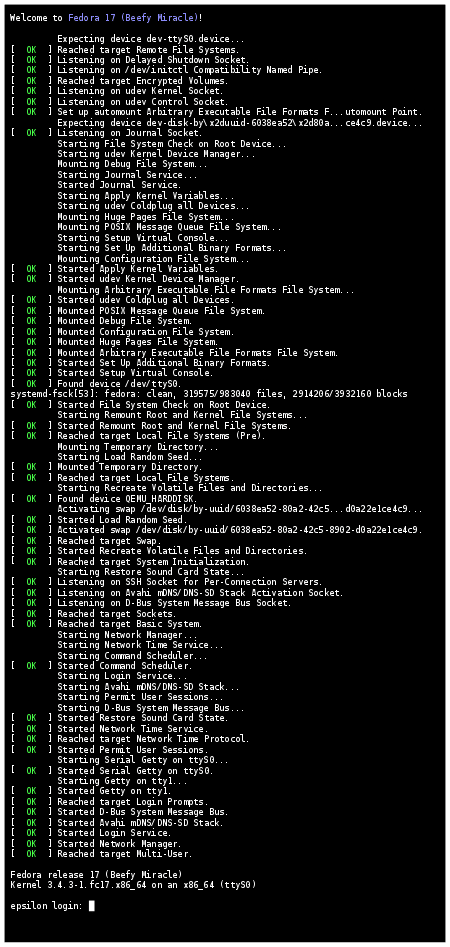 Welcome to Fedora 17 (Beefy Miracle)!
Expecting device dev-ttyS0.device...
[  OK  ] Reached target Remote File Systems.
[  OK  ] Listening on Delayed Shutdown Socket.
[  OK  ] Listening on /dev/initctl Compatibility Named Pipe.
[  OK  ] Reached target Encrypted Volumes.
[  OK  ] Listening on udev Kernel Socket.
[  OK  ] Listening on udev Control Socket.
[  OK  ] Set up automount Arbitrary Executable File Formats F...utomount Point.
Expecting device dev-disk-by\x2duuid-6038ea52\x2d80a...ce4c9.device...
[  OK  ] Listening on Journal Socket.
Starting File System Check on Root Device...
Starting udev Kernel Device Manager...
Mounting Debug File System...
Starting Journal Service...
Started Journal Service.
Starting Apply Kernel Variables...
Starting udev Coldplug all Devices...
Mounting Huge Pages File System...
Mounting POSIX Message Queue File System...
Starting Setup Virtual Console...
Starting Set Up Additional Binary Formats...
Mounting Configuration File System...
[  OK  ] Started Apply Kernel Variables.
[  OK  ] Started udev Kernel Device Manager.
Mounting Arbitrary Executable File Formats File System...
[  OK  ] Started udev Coldplug all Devices.
[  OK  ] Mounted POSIX Message Queue File System.
[  OK  ] Mounted Debug File System.
[  OK  ] Mounted Configuration File System.
[  OK  ] Mounted Huge Pages File System.
[  OK  ] Mounted Arbitrary Executable File Formats File System.
[  OK  ] Started Set Up Additional Binary Formats.
[  OK  ] Started Setup Virtual Console.
[  OK  ] Found device /dev/ttyS0.
systemd-fsck[53]: fedora: clean, 319575/983040 files, 2914206/3932160 blocks
[  OK  ] Started File System Check on Root Device.
Starting Remount Root and Kernel File Systems...
[  OK  ] Started Remount Root and Kernel File Systems.
[  OK  ] Reached target Local File Systems (Pre).
Mounting Temporary Directory...
Starting Load Random Seed...
[  OK  ] Mounted Temporary Directory.
[  OK  ] Reached target Local File Systems.
Starting Recreate Volatile Files and Directories...
[  OK  ] Found device QEMU_HARDDISK.
Activating swap /dev/disk/by-uuid/6038ea52-80a2-42c5...d0a22e1ce4c9...
[  OK  ] Started Load Random Seed.
[  OK  ] Activated swap /dev/disk/by-uuid/6038ea52-80a2-42c5-8902-d0a22e1ce4c9.
[  OK  ] Reached target Swap.
[  OK  ] Started Recreate Volatile Files and Directories.
[  OK  ] Reached target System Initialization.
Starting Restore Sound Card State...
[  OK  ] Listening on SSH Socket for Per-Connection Servers.
[  OK  ] Listening on Avahi mDNS/DNS-SD Stack Activation Socket.
[  OK  ] Listening on D-Bus System Message Bus Socket.
[  OK  ] Reached target Sockets.
[  OK  ] Reached target Basic System.
Starting Network Manager...
Starting Network Time Service...
Starting Command Scheduler...
[  OK  ] Started Command Scheduler.
Starting Login Service...
Starting Avahi mDNS/DNS-SD Stack...
Starting Permit User Sessions...
Starting D-Bus System Message Bus...
[  OK  ] Started Restore Sound Card State.
[  OK  ] Started Network Time Service.
[  OK  ] Reached target Network Time Protocol.
[  OK  ] Started Permit User Sessions.
Starting Serial Getty on ttyS0...
[  OK  ] Started Serial Getty on ttyS0.
Starting Getty on tty1...
[  OK  ] Started Getty on tty1.
[  OK  ] Reached target Login Prompts.
[  OK  ] Started D-Bus System Message Bus.
[  OK  ] Started Avahi mDNS/DNS-SD Stack.
[  OK  ] Started Login Service.
[  OK  ] Started Network Manager.
[  OK  ] Reached target Multi-User.
Fedora release 17 (Beefy Miracle)
Kernel 3.4.3-1.fc17.x86_64 on an x86_64 (ttyS0)
epsilon login: